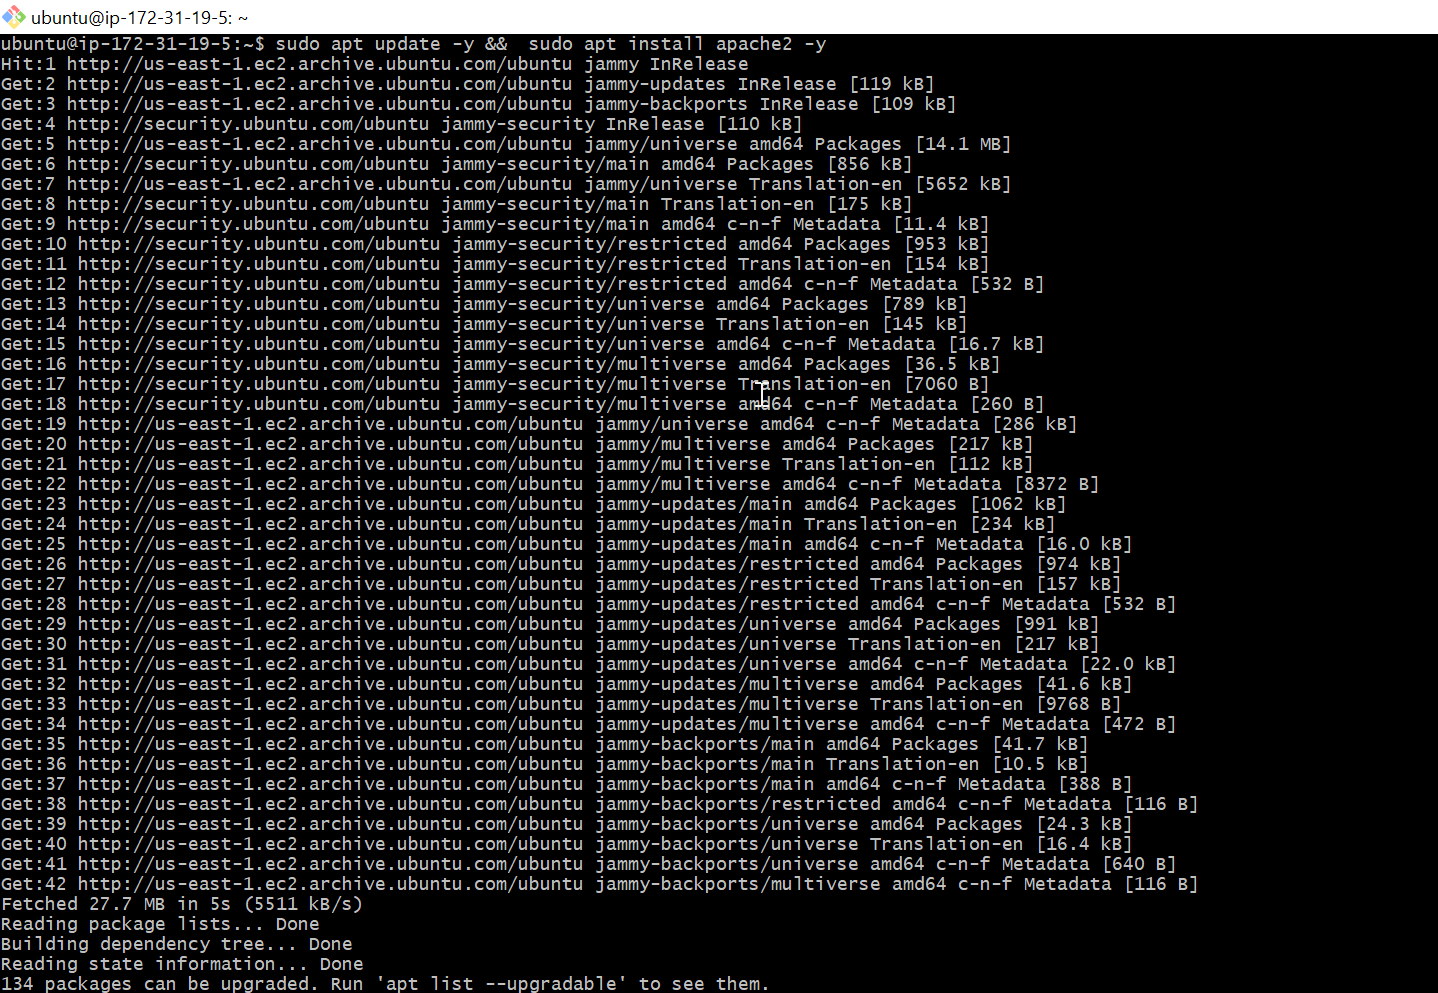 ubuntu@ip-172-31-19-5: ~
ubuntu@ip-172-31-19-5:~$ sudo apt update -y &&  sudo apt install apache2 -y
Hit:1 http://us-east-1.ec2.archive.ubuntu.com/ubuntu jammy InRelease
Get:2 http://us-east-1.ec2.archive.ubuntu.com/ubuntu jammy-updates InRelease [119 kB]
Get:3 http://us-east-1.ec2.archive.ubuntu.com/ubuntu jammy-backports InRelease [109 kB]
Get:4 http://security.ubuntu.com/ubuntu jammy-security InRelease [110 kB]
Get:5 http://us-east-1.ec2.archive.ubuntu.com/ubuntu jammy/universe amd64 Packages [14.1 MB]
Get:6 http://security.ubuntu.com/ubuntu jammy-security/main amd64 Packages [856 kB]
Get:7 http://us-east-1.ec2.archive.ubuntu.com/ubuntu jammy/universe Translation-en [5652 kB]
Get:8 http://security.ubuntu.com/ubuntu jammy-security/main Translation-en [175 kB]
Get:9 http://security.ubuntu.com/ubuntu jammy-security/main amd64 c-n-f Metadata [11.4 kB]
Get:10 http://security.ubuntu.com/ubuntu jammy-security/restricted amd64 Packages [953 kB]
Get:11 http://security.ubuntu.com/ubuntu jammy-security/restricted Translation-en [154 kB]
Get:12 http://security.ubuntu.com/ubuntu jammy-security/restricted amd64 c-n-f Metadata [532 B]
Get:13 http://security.ubuntu.com/ubuntu jammy-security/universe amd64 Packages [789 kB]
Get:14 http://security.ubuntu.com/ubuntu jammy-security/universe Translation-en [145 kB]
Get:15 http://security.ubuntu.com/ubuntu jammy-security/universe amd64 c-n-f Metadata [16.7 kB]
Get:16 http://security.ubuntu.com/ubuntu jammy-security/multiverse amd64 Packages [36.5 kB]
Get:17 http://security.ubuntu.com/ubuntu jammy-security/multiverse Translation-en [7060 B]
Get:18 http://security.ubuntu.com/ubuntu jammy-security/multiverse amd64 c-n-f Metadata [260 B]
Get:19 http://us-east-1.ec2.archive.ubuntu.com/ubuntu jammy/universe amd64 c-n-f Metadata [286 kB]
Get:20 http://us-east-1.ec2.archive.ubuntu.com/ubuntu jammy/multiverse amd64 Packages [217 kB]
Get:21 http://us-east-1.ec2.archive.ubuntu.com/ubuntu jammy/multiverse Translation-en [112 kB]
Get:22 http://us-east-1.ec2.archive.ubuntu.com/ubuntu jammy/multiverse amd64 c-n-f Metadata [8372 B]
Get:23 http://us-east-1.ec2.archive.ubuntu.com/ubuntu jammy-updates/main amd64 Packages [1062 kB]
Get:24 http://us-east-1.ec2.archive.ubuntu.com/ubuntu jammy-updates/main Translation-en [234 kB]
Get:25 http://us-east-1.ec2.archive.ubuntu.com/ubuntu jammy-updates/main amd64 c-n-f Metadata [16.0 kB]
Get:26 http://us-east-1.ec2.archive.ubuntu.com/ubuntu jammy-updates/restricted amd64 Packages [974 kB]
Get:27 http://us-east-1.ec2.archive.ubuntu.com/ubuntu jammy-updates/restricted Translation-en [157 kB]
Get:28 http://us-east-1.ec2.archive.ubuntu.com/ubuntu jammy-updates/restricted amd64 c-n-f Metadata [532 B]
Get:29 http://us-east-1.ec2.archive.ubuntu.com/ubuntu jammy-updates/universe amd64 Packages [991 kB]
Get:30 http://us-east-1.ec2.archive.ubuntu.com/ubuntu jammy-updates/universe Translation-en [217 kB]
Get:31 http://us-east-1.ec2.archive.ubuntu.com/ubuntu jammy-updates/universe amd64 c-n-f Metadata [22.0 kB]
Get:32 http://us-east-1.ec2.archive.ubuntu.com/ubuntu jammy-updates/multiverse amd64 Packages [41.6 kB]
Get:33 http://us-east-1.ec2.archive.ubuntu.com/ubuntu jammy-updates/multiverse Translation-en [9768 B]
Get:34 http://us-east-1.ec2.archive.ubuntu.com/ubuntu jammy-updates/multiverse amd64 c-n-f Metadata [472 B]
Get:35 http://us-east-1.ec2.archive.ubuntu.com/ubuntu jammy-backports/main amd64 Packages [41.7 kB]
Get:36 http://us-east-1.ec2.archive.ubuntu.com/ubuntu jammy-backports/main Translation-en [10.5 kB]
Get:37 http://us-east-1.ec2.archive.ubuntu.com/ubuntu jammy-backports/main amd64 c-n-f Metadata [388 B]
Get:38 http://us-east-1.ec2.archive.ubuntu.com/ubuntu jammy-backports/restricted amd64 c-n-f Metadata [116 B]
Get:39 http://us-east-1.ec2.archive.ubuntu.com/ubuntu jammy-backports/universe amd64 Packages [24.3 kB]
Get:40 http://us-east-1.ec2.archive.ubuntu.com/ubuntu jammy-backports/universe Translation-en [16.4 kB]
Get:41 http://us-east-1.ec2.archive.ubuntu.com/ubuntu jammy-backports/universe amd64 c-n-f Metadata [640 B]
Get:42 http://us-east-1.ec2.archive.ubuntu.com/ubuntu jammy-backports/multiverse amd64 c-n-f Metadata [116 B]
Fetched 27.7 MB in 5s (5511 kB/s)
Reading package lists... Done
Building dependency tree... Done
Reading state information... Done
134 packages can be upgraded. Run 'apt list --upgradable' to see them.